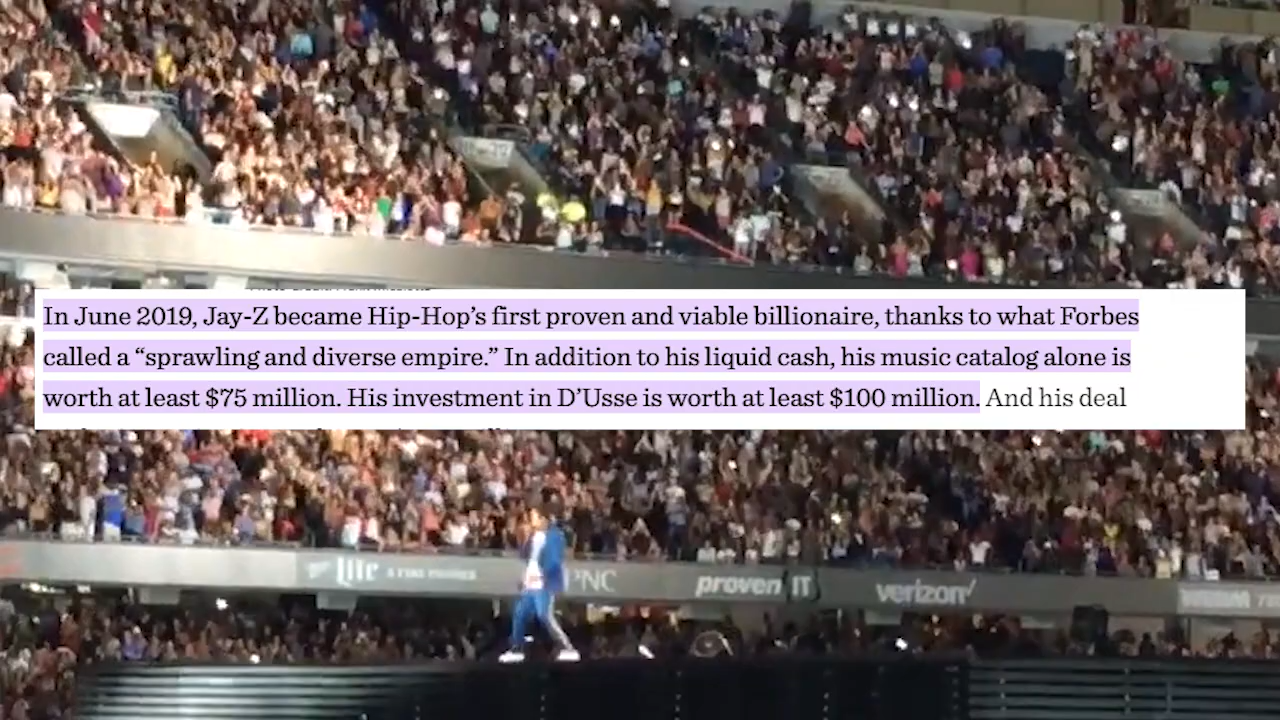 In June 2019, Jay-Z became Hip-Hop’s first proven and viable billionaire, thanks to what Forbes
called a “sprawling and diverse empire.” In addition to his liquid cash, his music catalog alone is
worth at least $75 million. His investment in D’Usse is worth at least $100 million. And his deal
Lite A FINE PILSNER PNC proven IT verizon